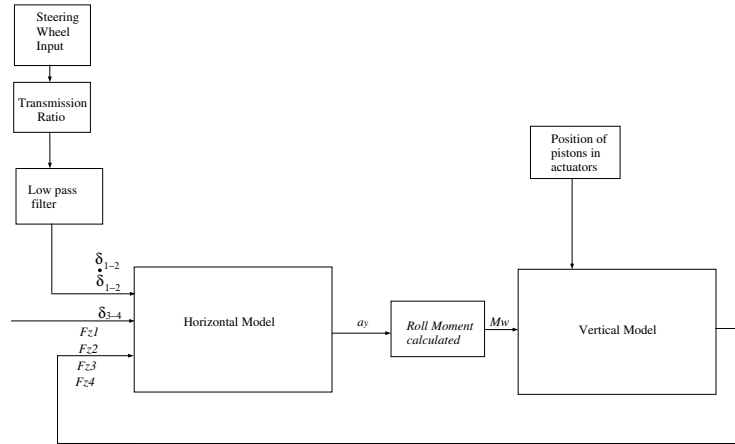 Steering
Wheel
Input
Transmission
Ratio
Low pass
filter
Position of
pistons in
actuators
δ1–2
δ̇1–2
δ3–4
Fz1
Fz2
Fz3
Fz4
Horizontal Model
ay
Roll Moment
calculated
Mw
Vertical Model